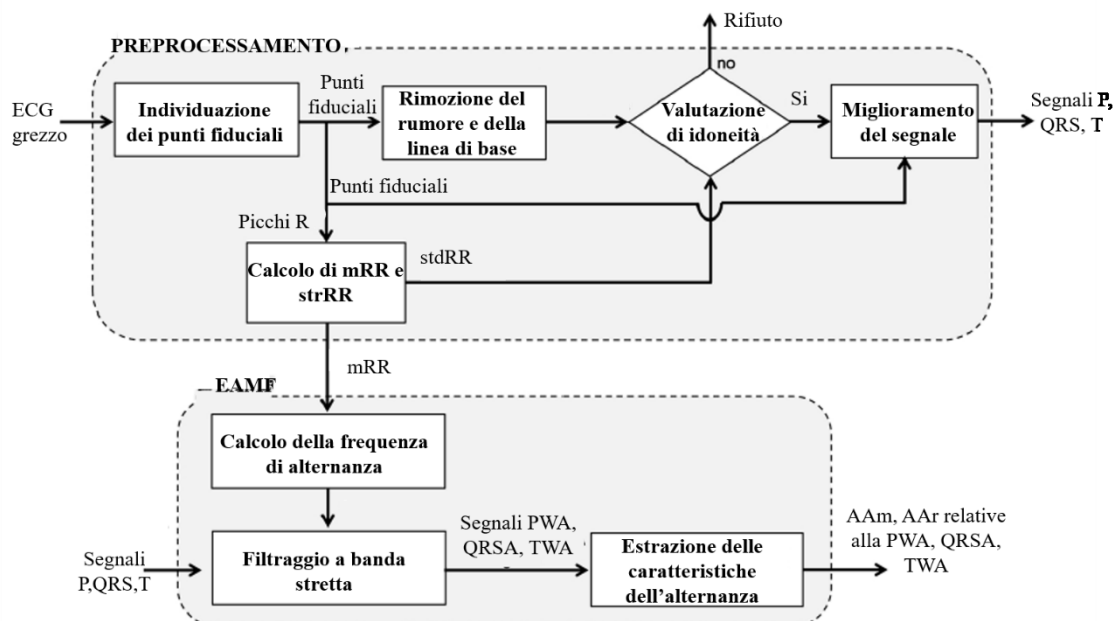 Rifiuto
PREPROCESSAMENTO
no
ECG
grezzo
Individuazione
dei punti fiduciali
Punti
fiduciali
Rimozione del
rumore e della
linea di base
Valutazione
di idoneità
Si
Miglioramento
del segnale
Segnali P,
QRS, T
Punti fiduciali
Picchi R
Calcolo di mRR e
strRR
stdRR
mRR
EAMF
Calcolo della frequenza
di alternanza
Segnali
P,QRS,T
Filtraggio a banda
stretta
Segnali PWA,
QRSA, TWA
Estrazione delle
caratteristiche
dell'alternanza
AAm, AAr relative
alla PWA, QRSA,
TWA